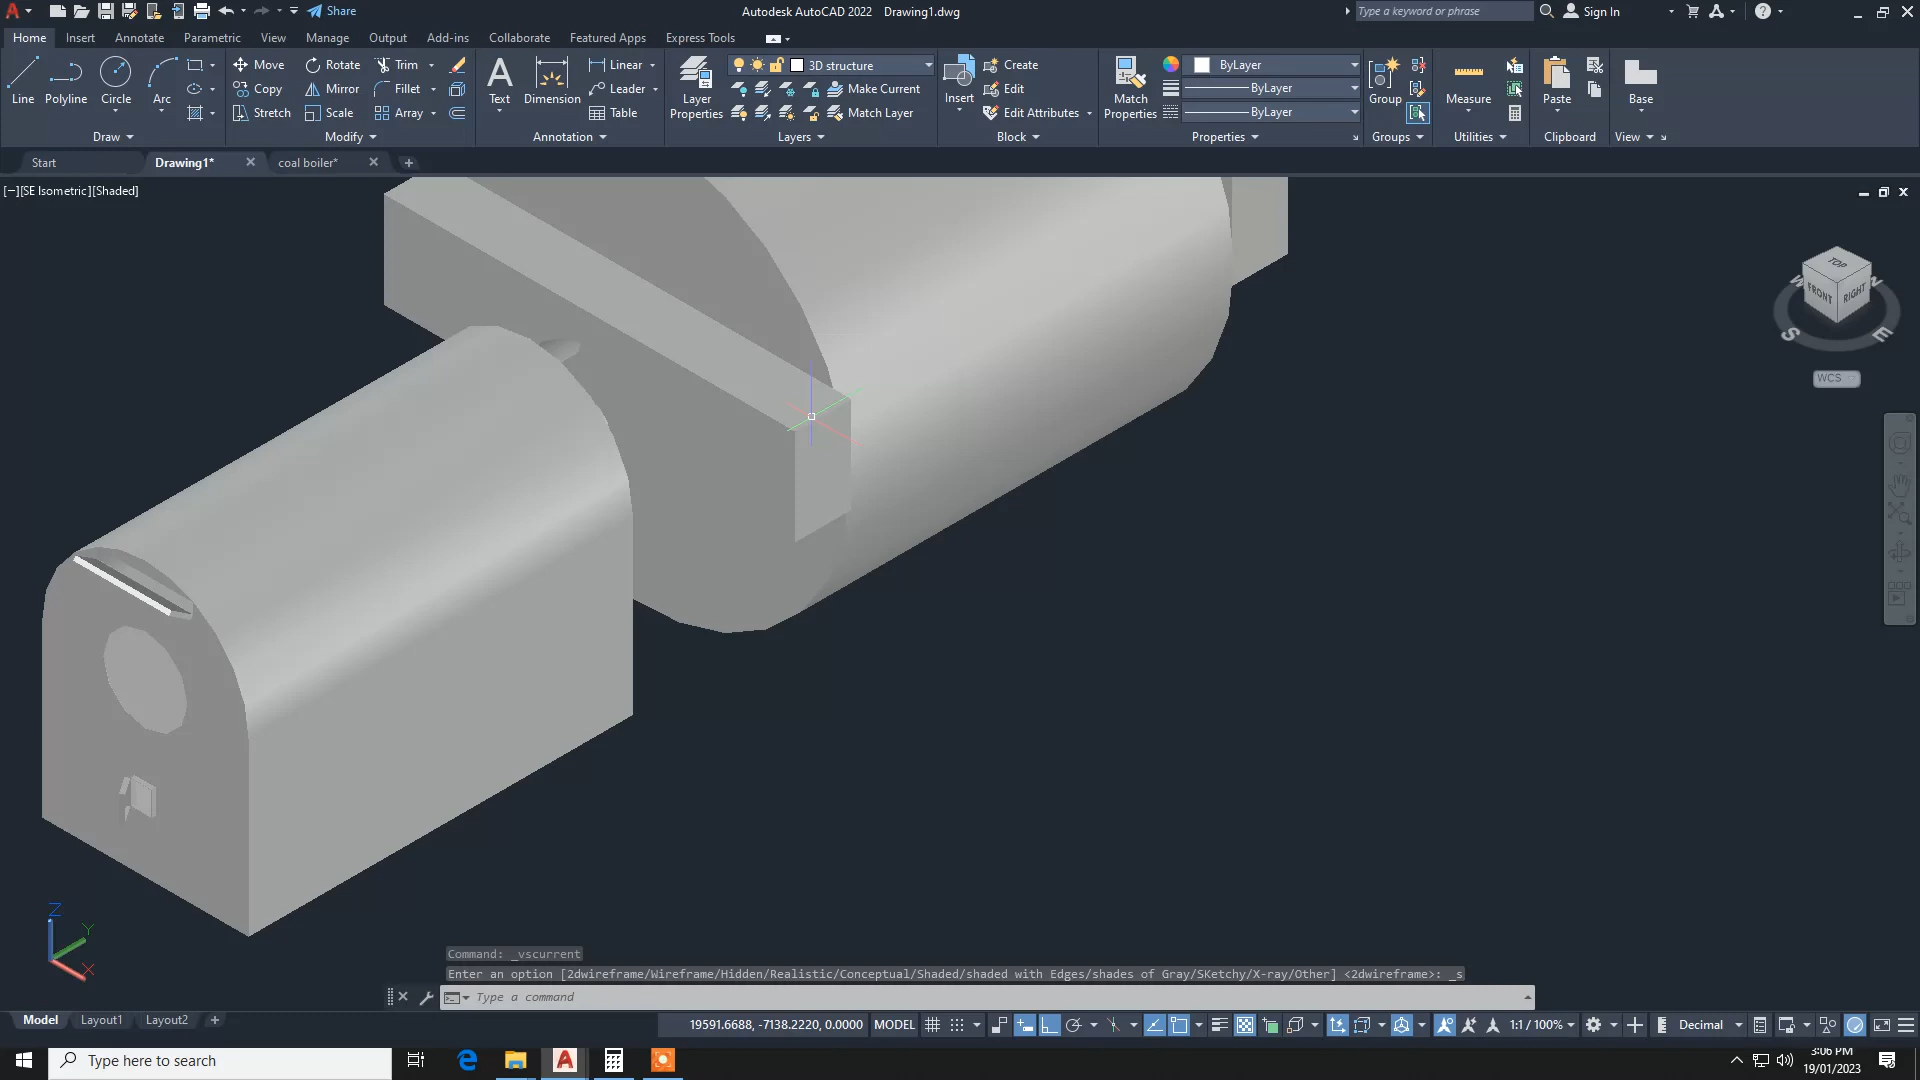 Share
Autodesk AutoCAD 2022 Drawing1.dwg
Type a keyword or phrase
Sign In
Home Insert Annotate Parametric View Manage Output Add-ins Collaborate Featured Apps Express Tools
Line Polyline Circle Arc
Move Rotate Trim
Copy Mirror Fillet
Stretch Scale Array
Text Dimension
Linear
Leader
Table
Layer Properties
3D structure
Make Current
Match Layer
Insert
Create
Edit
Edit Attributes
Match Properties
ByLayer
ByLayer
ByLayer
Group
Measure
Paste
Base
Draw Modify Annotation Layers Block Properties Groups Utilities Clipboard View
Start Drawing1* coal boiler*
[−][SE Isometric][Shaded]
TOP
FRONT RIGHT
W N
S E
WCS
Z
Y
X
Command: _vscurrent
Enter an option [2dwireframe/Wireframe/Hidden/Realistic/Conceptual/Shaded/shaded with Edges/shades of Gray/SKetchy/X-ray/Other] <2dwireframe>: _s
Type a command
Model Layout1 Layout2
19591.6688, -7138.2220, 0.0000 MODEL
1:1 / 100%
Decimal
Type here to search
3:06 PM
19/01/2023